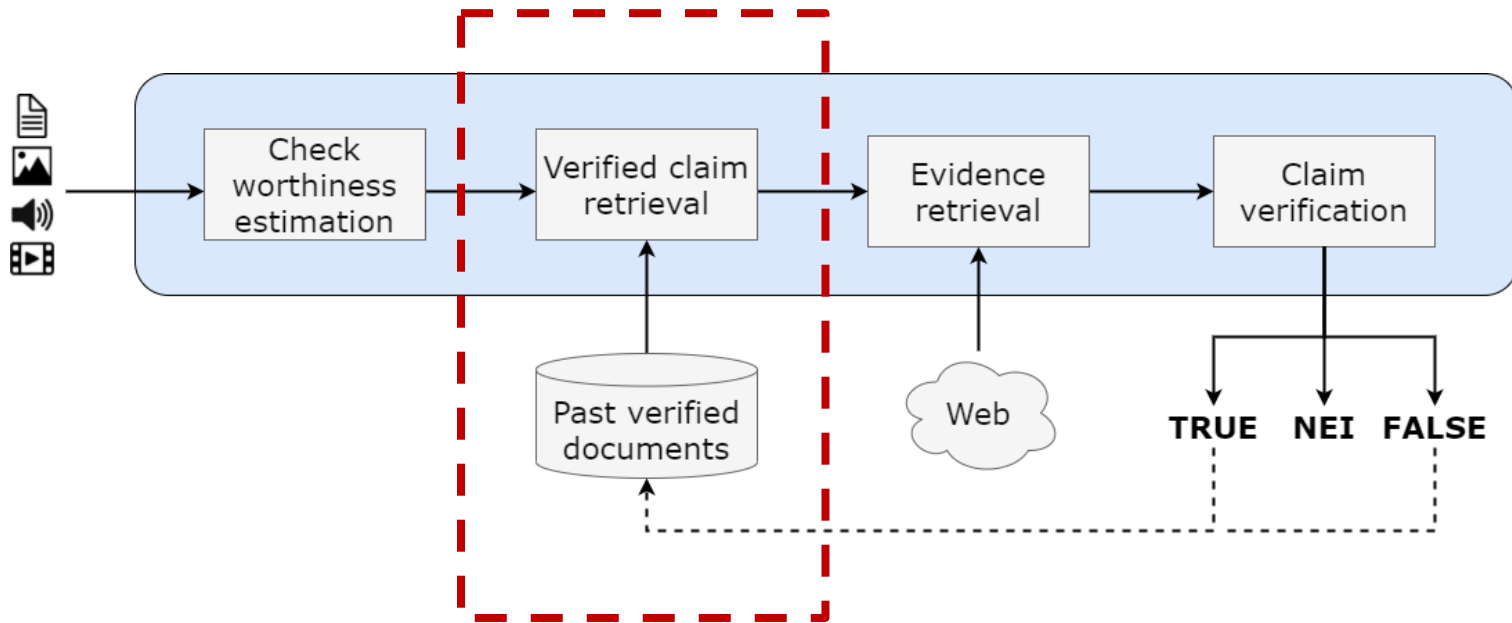 Check
worthiness
estimation
Verified claim
retrieval
Evidence
retrieval
Claim
verification
Past verified
documents
Web
TRUE NEI FALSE